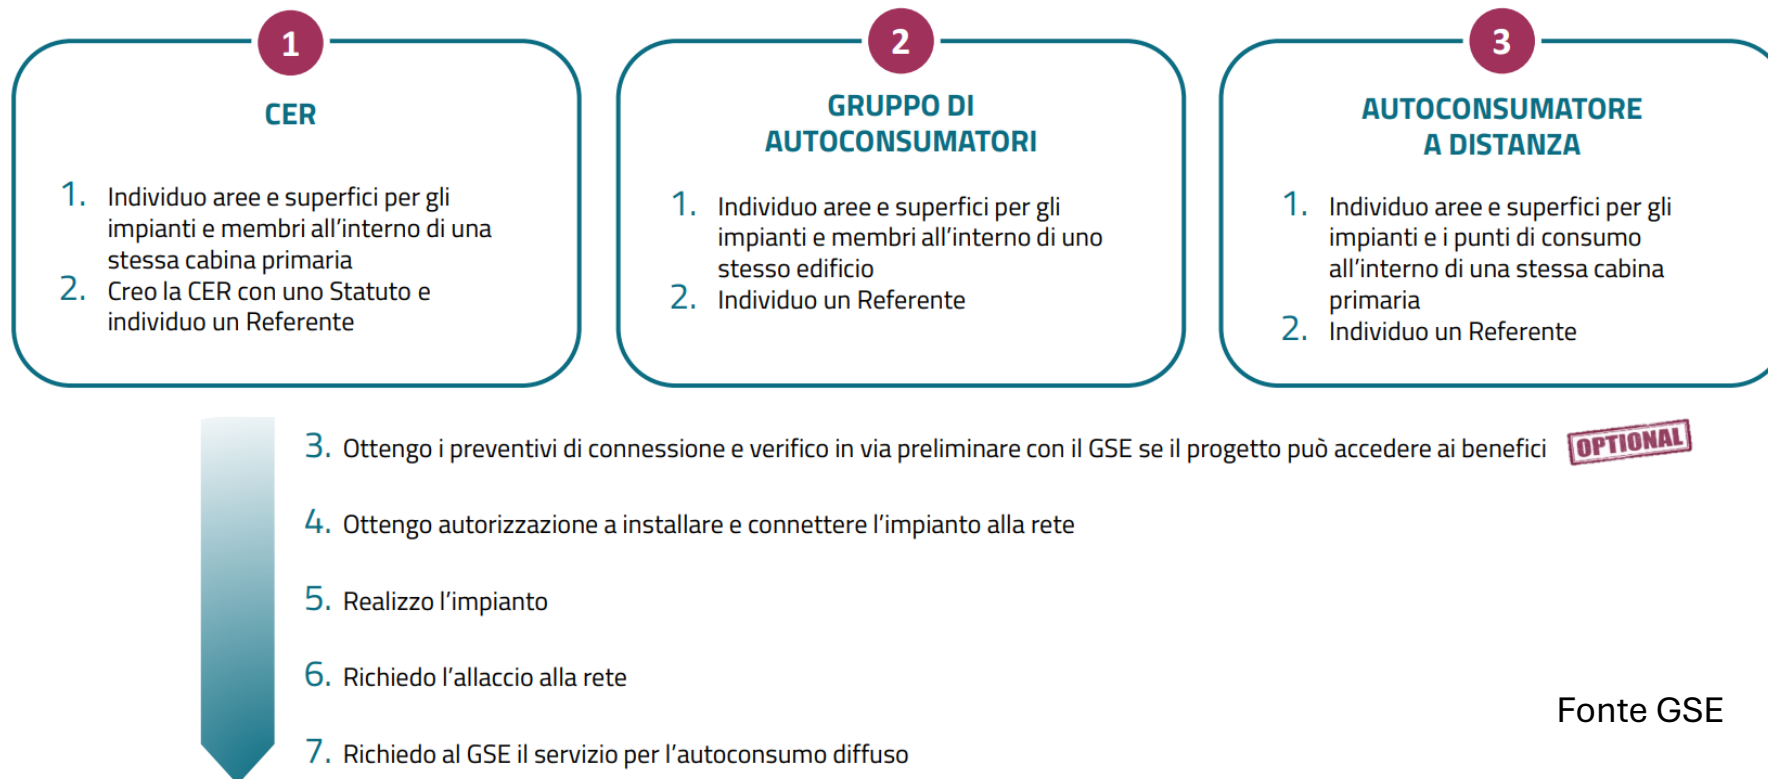 1
CER
1. Individuo aree e superfici per gli
impianti e membri all'interno di una
stessa cabina primaria
2. Creo la CER con uno Statuto e
individuo un Referente
2
GRUPPO DI
AUTOCONSUMATORI
1. Individuo aree e superfici per gli
impianti e membri all'interno di uno
stesso edificio
2. Individuo un Referente
3
AUTOCONSUMATORE
A DISTANZA
1. Individuo aree e superfici per gli
impianti e i punti di consumo
all'interno di una stessa cabina
primaria
2. Individuo un Referente
3. Ottengo i preventivi di connessione e verifico in via preliminare con il GSE se il progetto può accedere ai benefici OPTIONAL
4. Ottengo autorizzazione a installare e connettere l'impianto alla rete
5. Realizzo l'impianto
6. Richiedo l'allaccio alla rete
7. Richiedo al GSE il servizio per l'autoconsumo diffuso
Fonte GSE